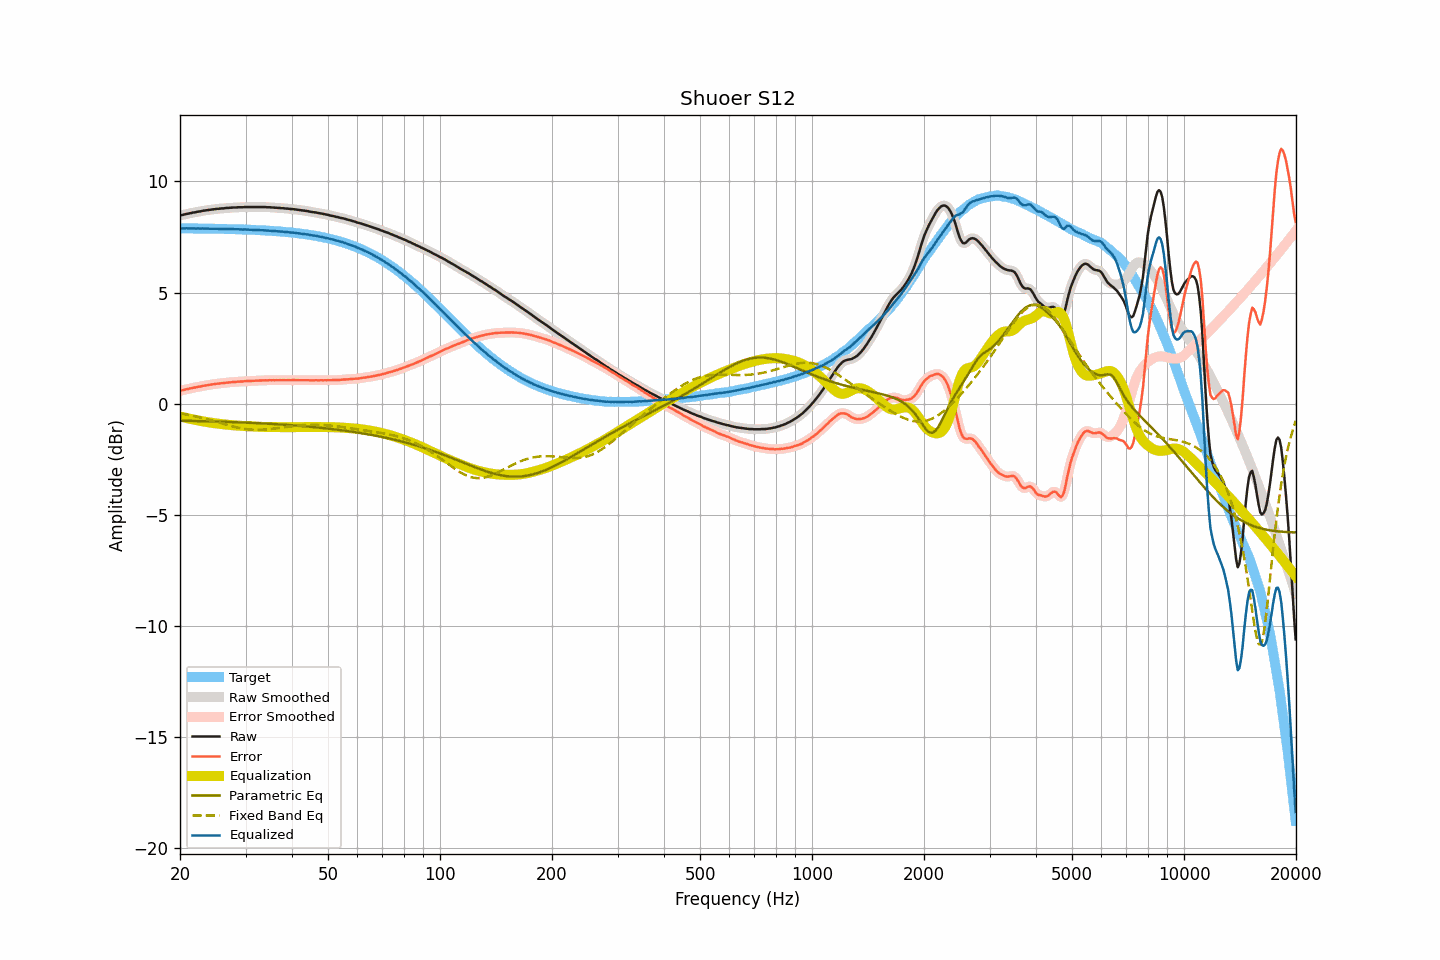 Shuoer S12
10
5
0
−5
−10
−15
−20
Amplitude (dBr)
Target
Raw Smoothed
Error Smoothed
Raw
Error
Equalization
Parametric Eq
Fixed Band Eq
Equalized
20 50 100 200 500 1000 2000 5000 10000 20000
Frequency (Hz)